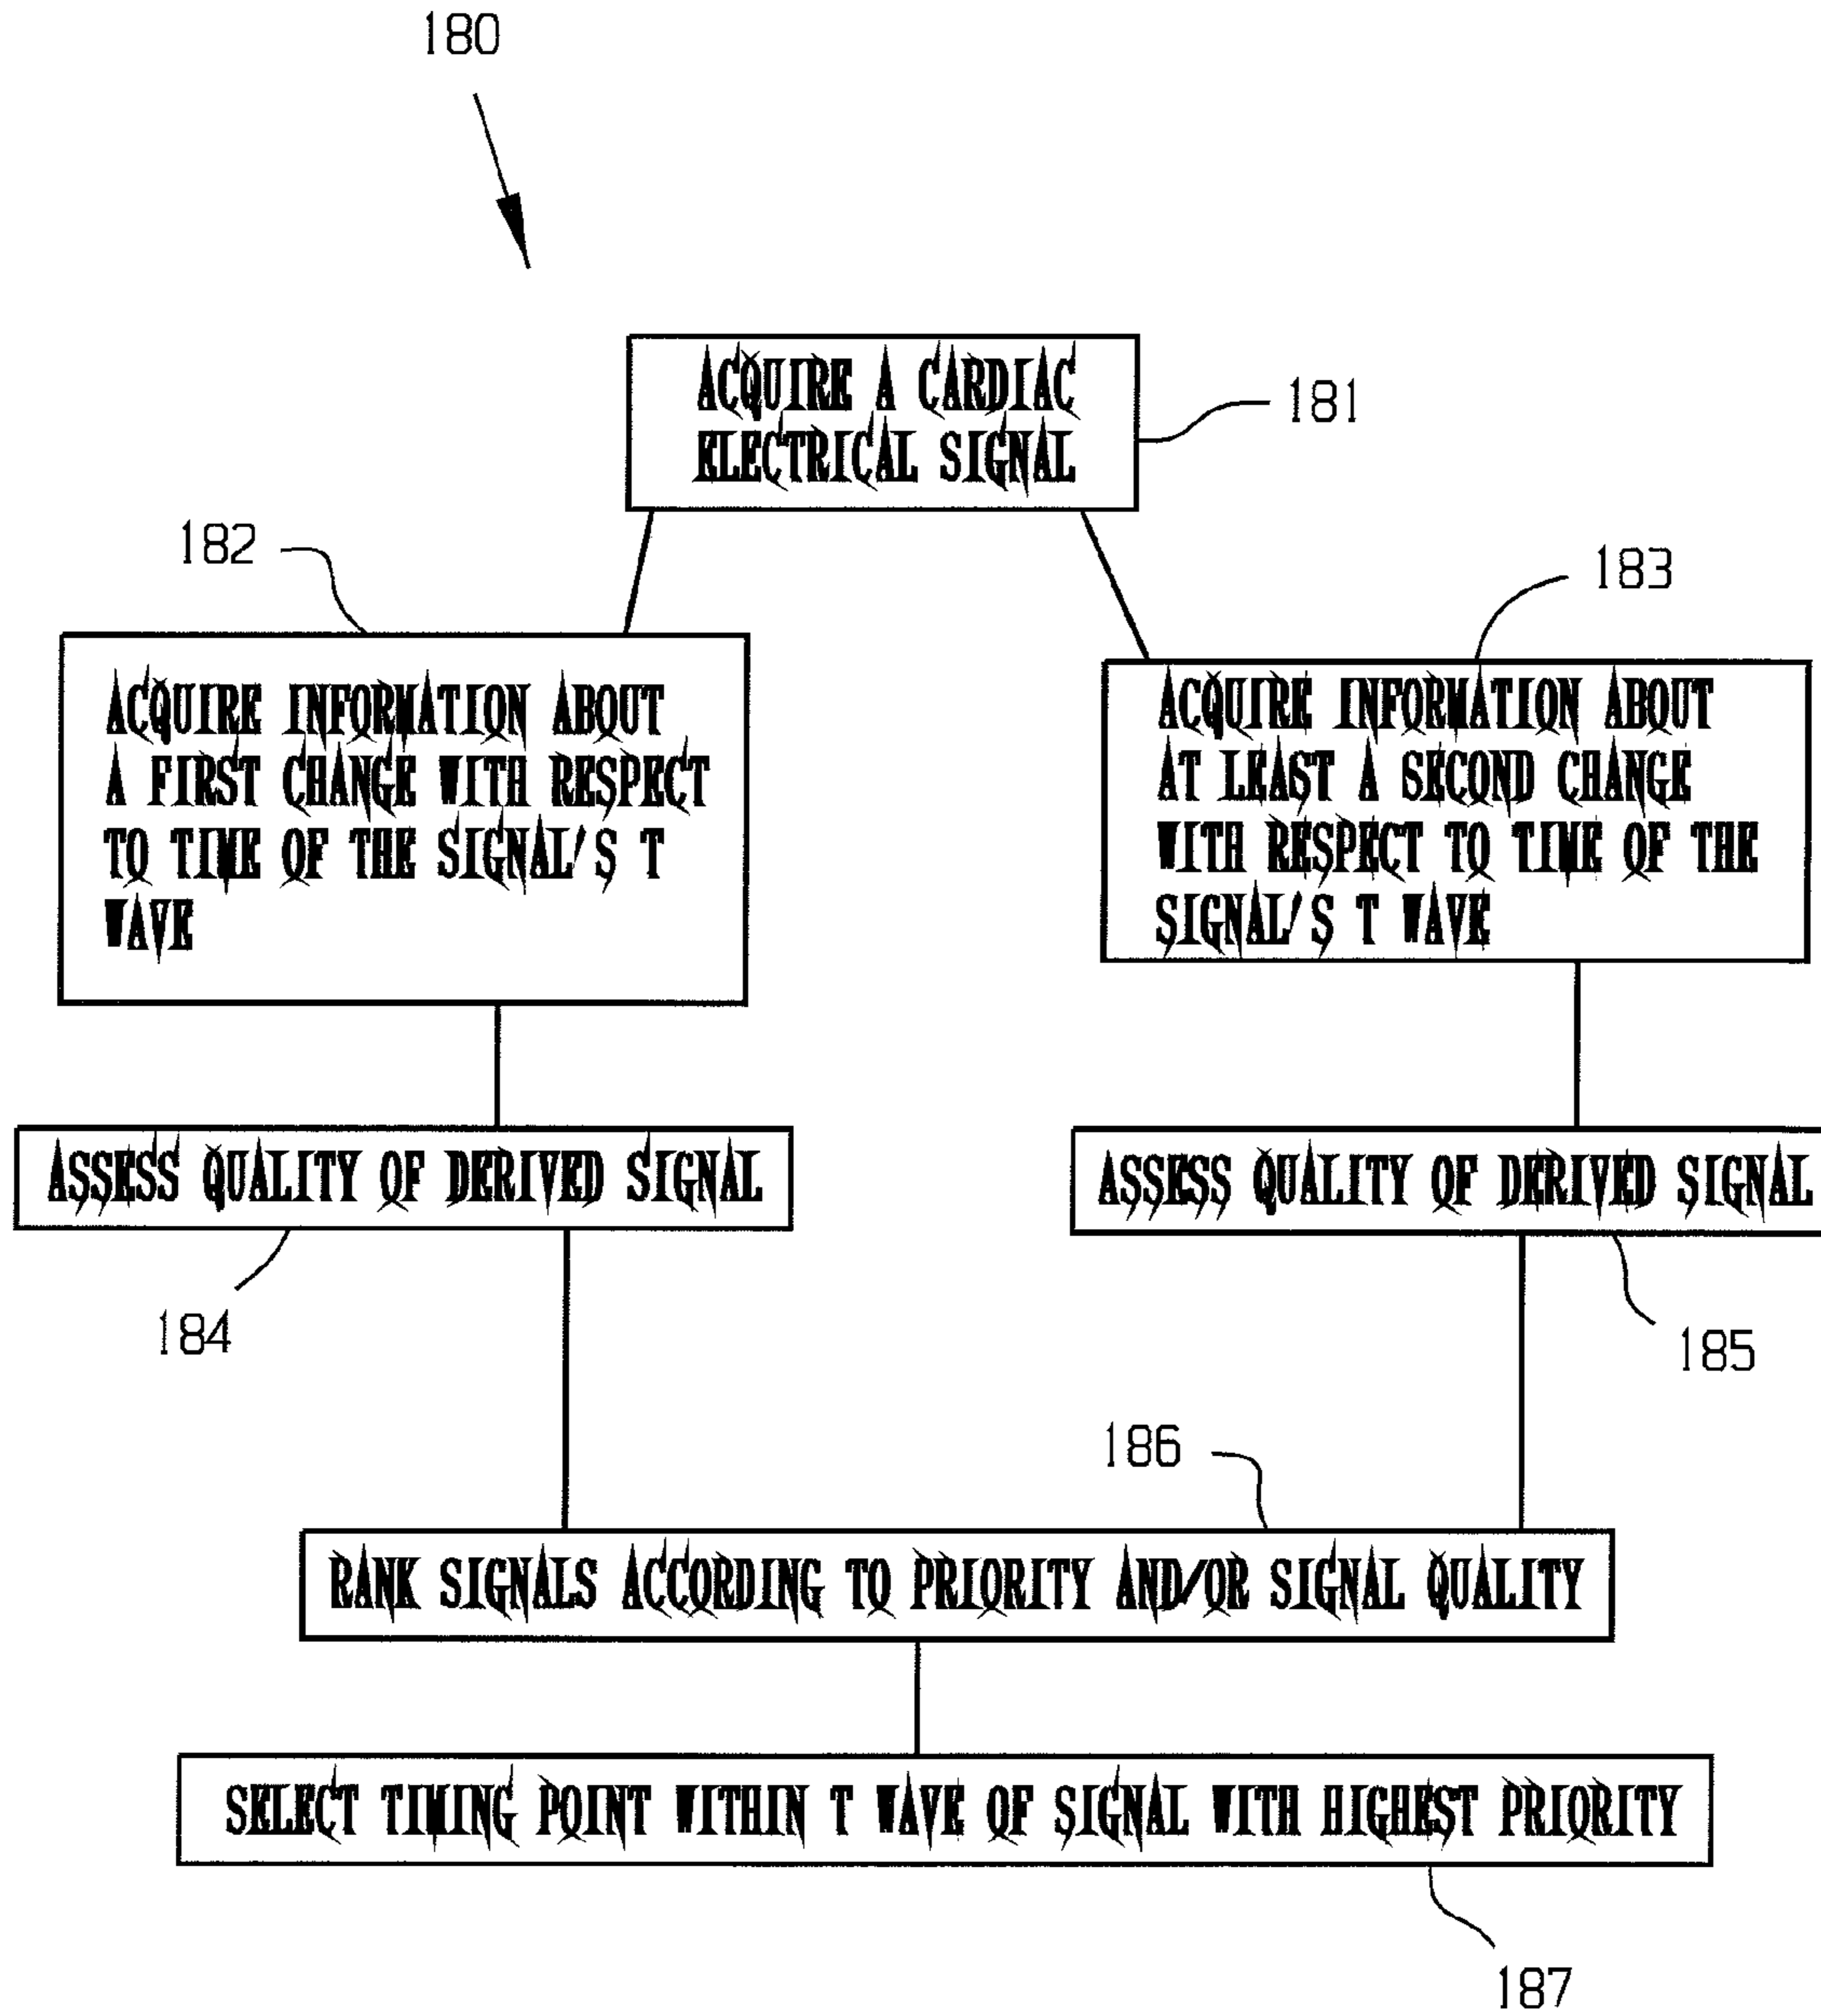 180
ACQUIRE A CARDIAC
ELECTRICAL SIGNAL
181
182
183
ACQUIRE INFORMATION ABOUT
A FIRST CHANGE WITH RESPECT
TO TIME OF THE SIGNAL'S T
WAVE
ACQUIRE INFORMATION ABOUT
AT LEAST A SECOND CHANGE
WITH RESPECT TO TIME OF THE
SIGNAL'S T WAVE
ASSESS QUALITY OF DERIVED SIGNAL
184
ASSESS QUALITY OF DERIVED SIGNAL
185
186
RANK SIGNALS ACCORDING TO PRIORITY AND/OR SIGNAL QUALITY
SELECT TIMING POINT WITHIN T WAVE OF SIGNAL WITH HIGHEST PRIORITY
187